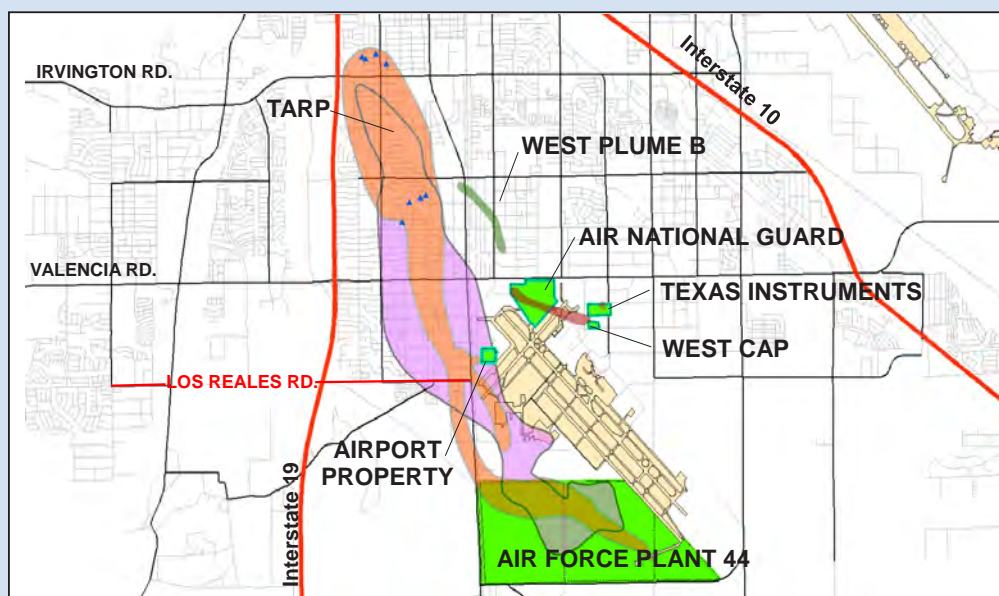 IRVINGTON RD.
TARP
Interstate 10
WEST PLUME B
AIR NATIONAL GUARD
VALENCIA RD.
TEXAS INSTRUMENTS
WEST CAP
LOS REALES RD.
AIRPORT
PROPERTY
Interstate 19
AIR FORCE PLANT 44